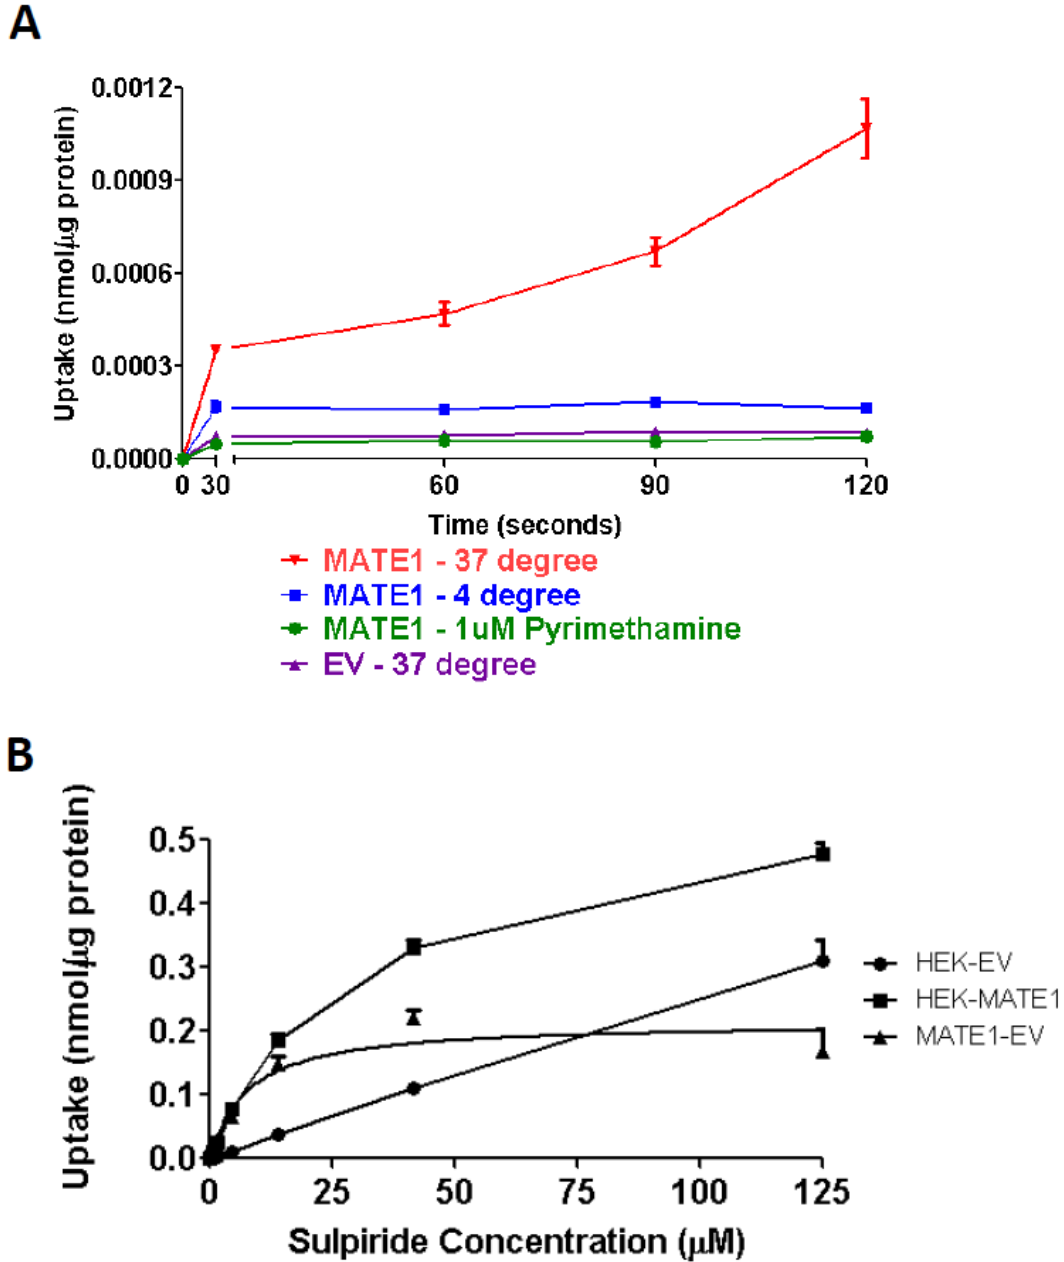 A
0.0012
0.0009
0.0006
0.0003
0.0000
Uptake (nmol/µg protein)
0 30 60 90 120
Time (seconds)
MATE1 - 37 degree
MATE1 - 4 degree
MATE1 - 1uM Pyrimethamine
EV - 37 degree
B
0.5
0.4
0.3
0.2
0.1
0.0
Uptake (nmol/µg protein)
0 25 50 75 100 125
Sulpiride Concentration (µM)
HEK-EV
HEK-MATE1
MATE1-EV